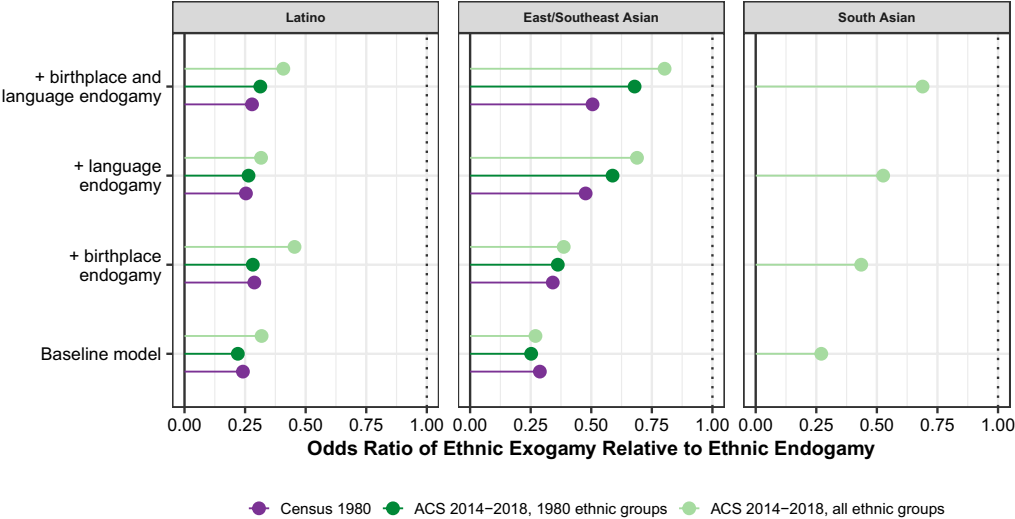 Latino
East/Southeast Asian
South Asian
+ birthplace and
language endogamy
+ language
endogamy
+ birthplace
endogamy
Baseline model
0.00 0.25 0.50 0.75 1.00
0.00 0.25 0.50 0.75 1.00
0.00 0.25 0.50 0.75 1.00
Odds Ratio of Ethnic Exogamy Relative to Ethnic Endogamy
Census 1980 ACS 2014−2018, 1980 ethnic groups ACS 2014−2018, all ethnic groups